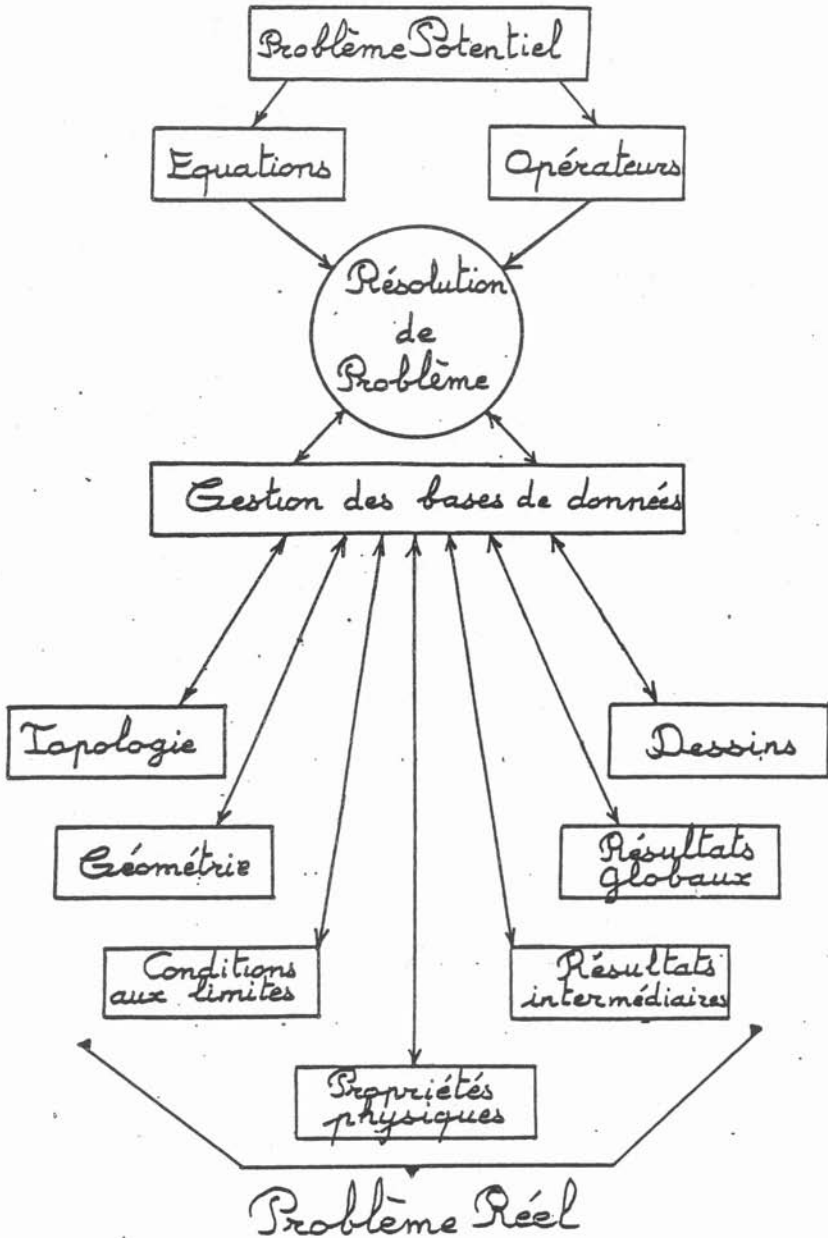 Problème Potentiel
Equations
Opérateurs
Résolution
de
Problème
Gestion des bases de données
Topologie
Dessins
Géométrie
Résultats
Globaux
Conditions
aux limites
Résultats
intermédiaires
Propriétés
physiques
Problème Réel